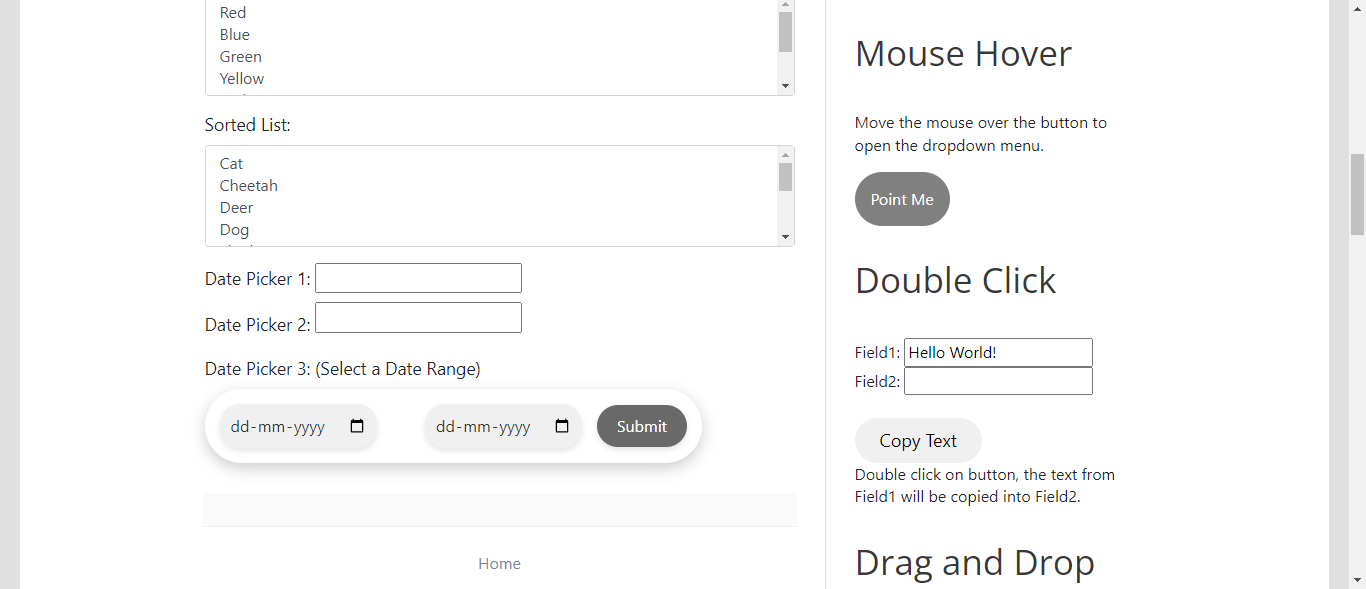 Red
Blue
Green
Yellow
Sorted List:
Cat
Cheetah
Deer
Dog
Date Picker 1:
Date Picker 2:
Date Picker 3: (Select a Date Range)
dd-mm-yyyy dd-mm-yyyy Submit
Home
Mouse Hover
Move the mouse over the button to
open the dropdown menu.
Point Me
Double Click
Field1: Hello World!
Field2:
Copy Text
Double click on button, the text from
Field1 will be copied into Field2.
Drag and Drop